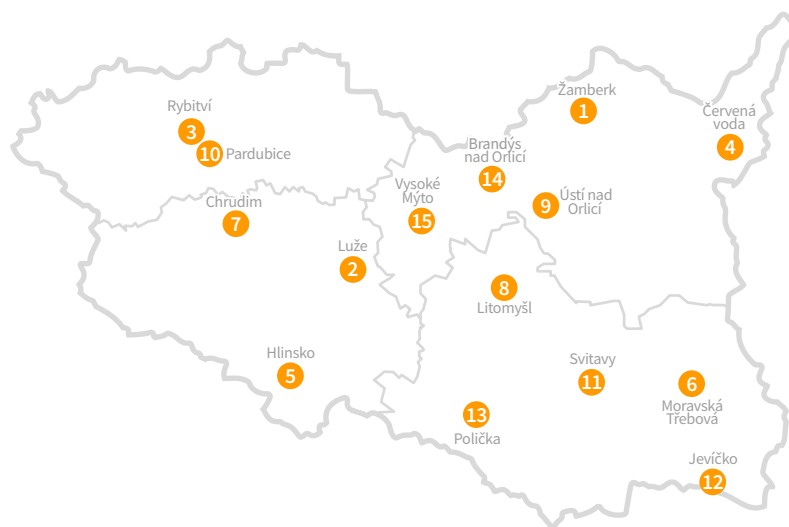 Žamberk
1
Rybitví
3
10
Pardubice
Červená
voda
4
Brandýs
nad Orlicí
14
Vysoké
Mýto
15
9
Ústí nad
Orlicí
Chrudim
7
Luže
2
8
Litomyšl
Hlinsko
5
Svitavy
11
6
Moravská
Třebová
13
Polička
Jevíčko
12